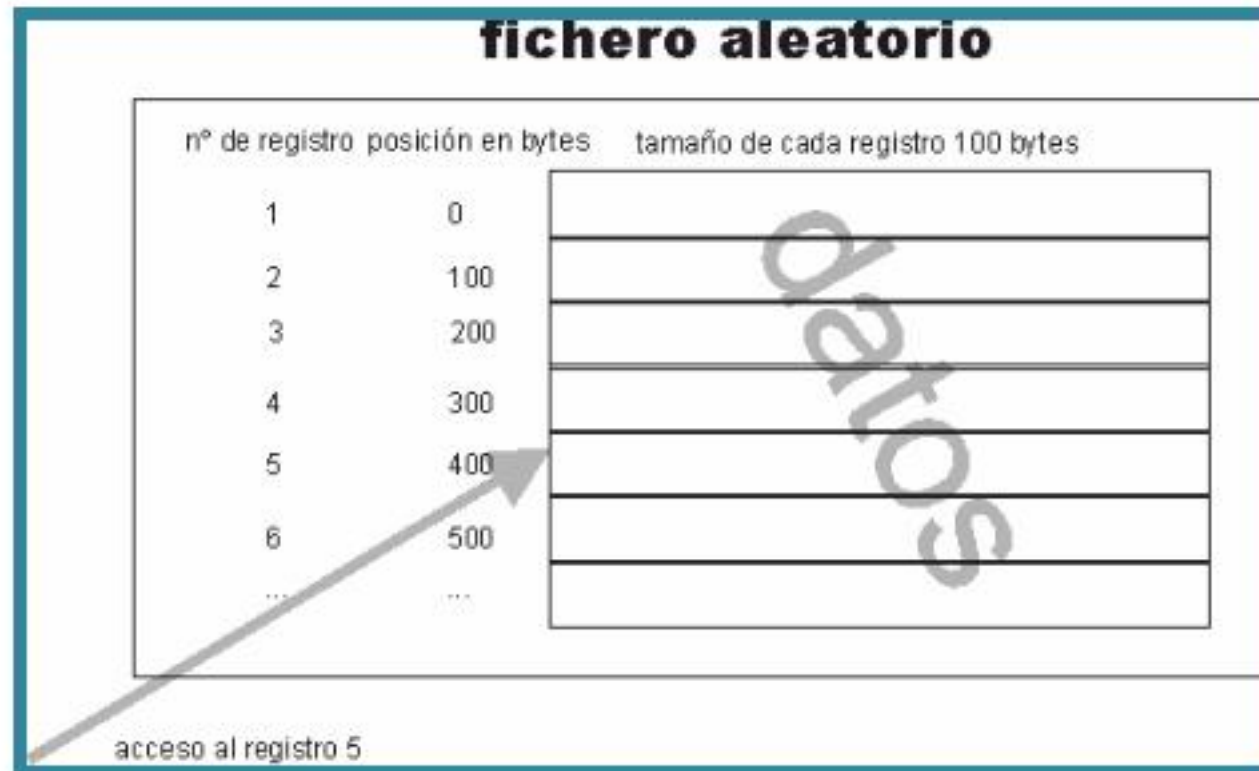 fichero aleatorio
nº de registro posición en bytes tamaño de cada registro 100 bytes
1 0
2 100
3 200
4 300
5 400
6 500
... ...
datos
acceso al registro 5